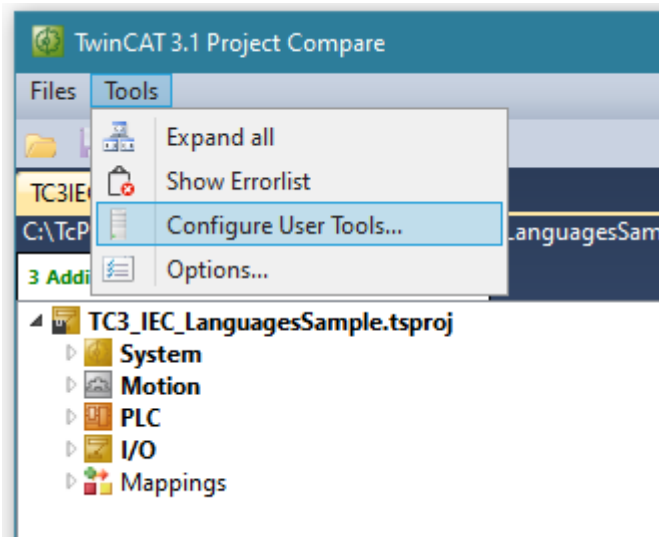 TwinCAT 3.1 Project Compare
Files Tools
Expand all
Show Errorlist
TC3IE
Configure User Tools...
C:\TcP
LanguagesSam
Options...
3 Addi
TC3_IEC_LanguagesSample.tsproj
System
Motion
PLC
I/O
Mappings